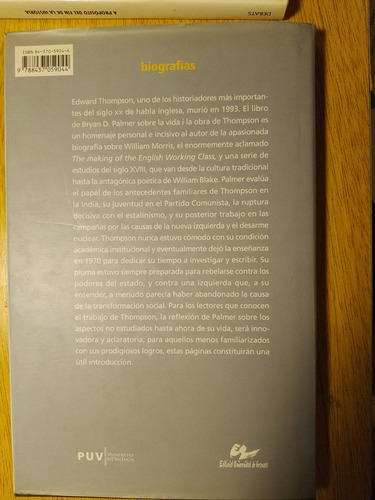 A PROPÓSITO DEL FIN DE LA HISTORIA
DEBATS
ISBN 84-370-5904-6
9 788437 059044
biografías
Edward Thompson, uno de los historiadores más importan-
tes del siglo XX de habla inglesa, murió en 1993. El libro
de Bryan D. Palmer sobre la vida i la obra de Thompson es
un homenaje personal e incisivo al autor de la apasionada
biografía sobre William Morris, el enormemente aclamado
The making of the English Working Class, y una serie de
estudios del siglo XVIII, que van desde la cultura tradicional
hasta la antagónica poética de William Blake. Palmer evalúa
el papel de los antecedentes familiares de Thompson en
la India, su juventud en el Partido Comunista, la ruptura
decisiva con el estalinismo, y su posterior trabajo en las
campañas por las causas de la nueva izquierda y el desarme
nuclear. Thompson nunca estuvo cómodo con su condición
académica institucional y eventualmente dejó la enseñanza
en 1970 para dedicar su tiempo a investigar y escribir. Su
pluma estuvo siempre preparada para rebelarse contra los
poderes del estado, y contra una izquierda que, a su
entender, a menudo parecía haber abandonado la causa
de la transformación social. Para los lectores que conocen
el trabajo de Thompson, la reflexión de Palmer sobre los
aspectos no estudiados hasta ahora de su vida, será inno-
vadora y aclaratoria; para aquellos menos familiarizados
con sus prodigiosos logros, estas páginas constituirán una
útil introducción.
PUV